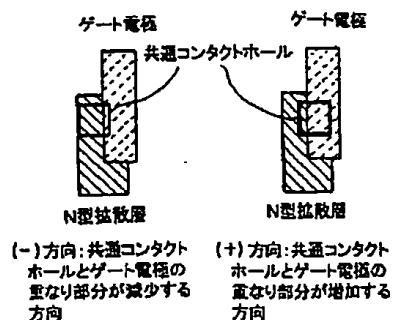 ゲート電極
ゲート電極
共通コンタクトホール
N型拡散層
N型拡散層
(-)方向:共通コンタクト
ホールとゲート電極の
重なり部分が減少する
方向
(+)方向:共通コンタクト
ホールとゲート電極の
重なり部分が増加する
方向